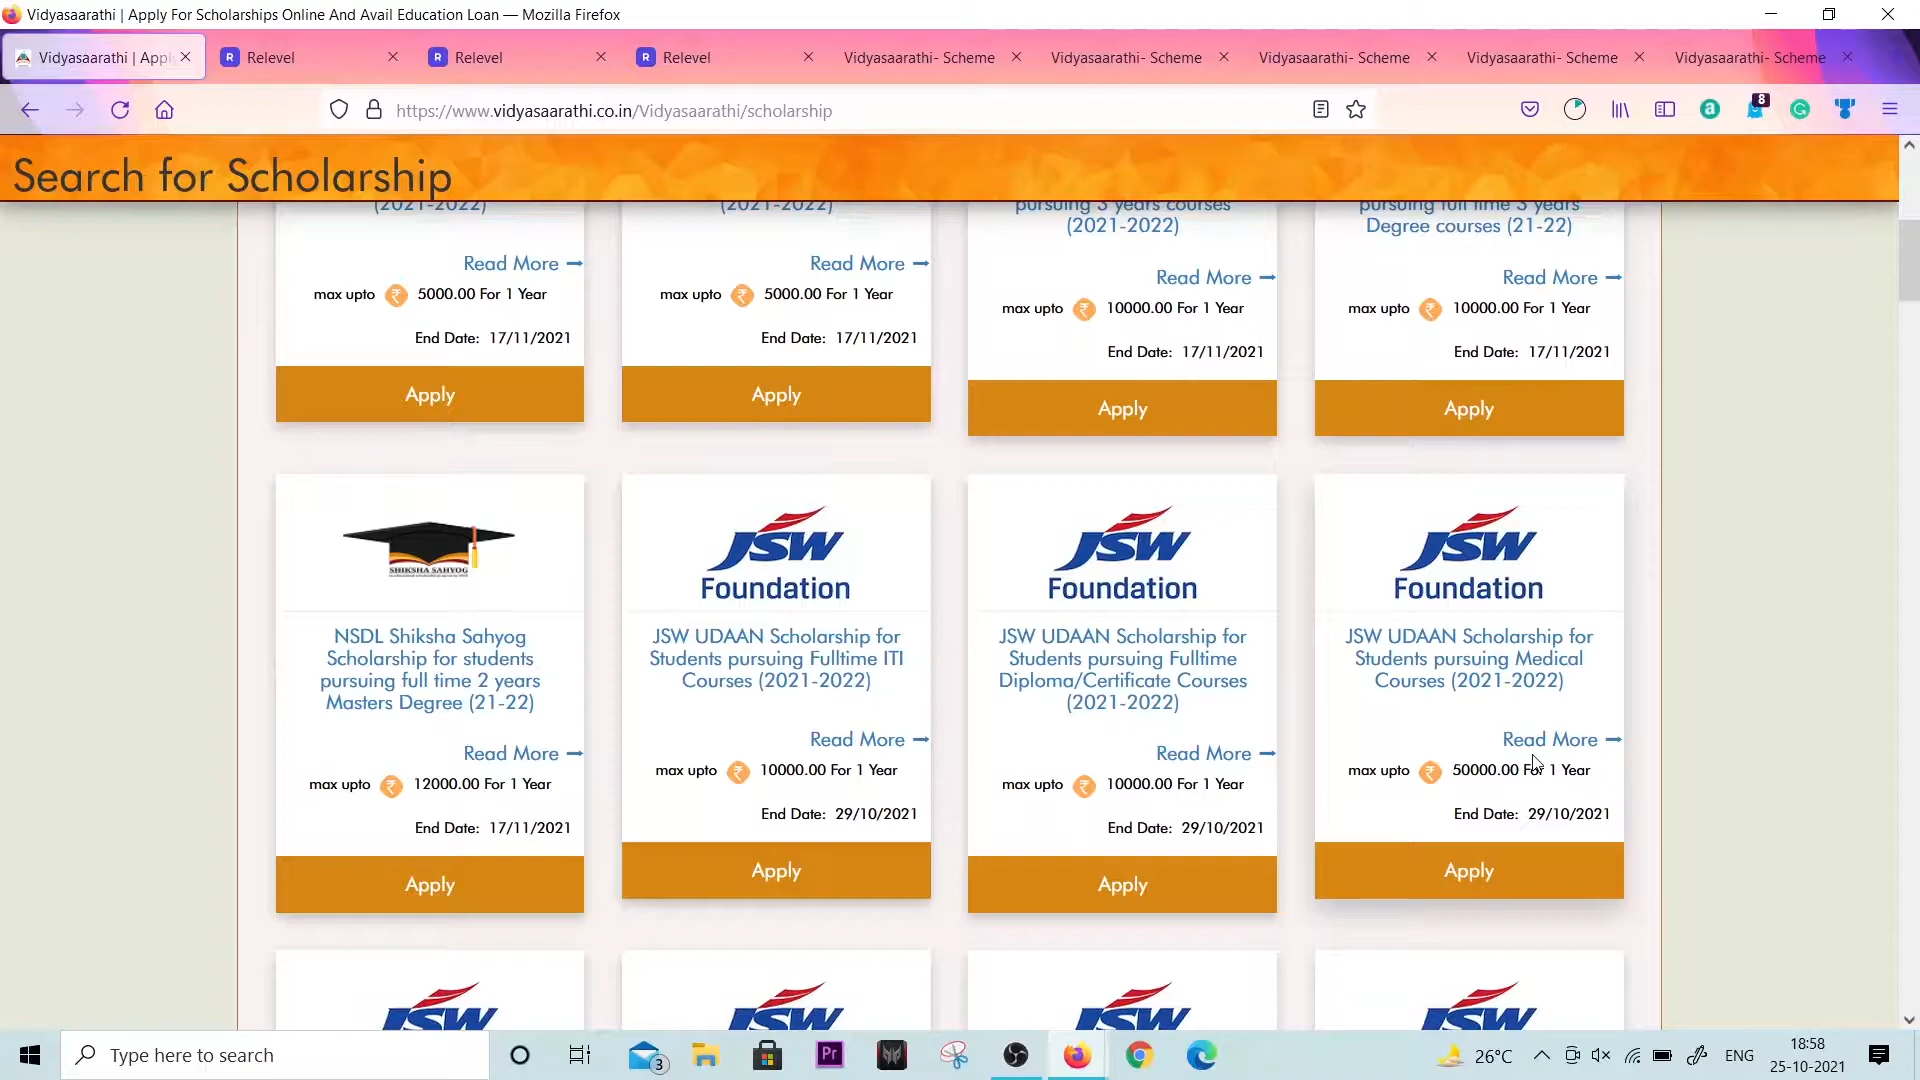 Vidyasaarathi | Apply For Scholarships Online And Avail Education Loan — Mozilla Firefox
Vidyasaarathi | Appl
Relevel
Relevel
Relevel
Vidyasaarathi- Scheme
Vidyasaarathi- Scheme
Vidyasaarathi- Scheme
Vidyasaarathi- Scheme
Vidyasaarathi- Scheme
https://www.vidyasaarathi.co.in/Vidyasaarathi/scholarship
8
Search for Scholarship
(2021-2022)
(2021-2022)
pursuing 3 years courses
(2021-2022)
pursuing full time 3 years
Degree courses (21-22)
Read More
max upto ₹ 5000.00 For 1 Year
End Date: 17/11/2021
Apply
Read More
max upto ₹ 5000.00 For 1 Year
End Date: 17/11/2021
Apply
Read More
max upto ₹ 10000.00 For 1 Year
End Date: 17/11/2021
Apply
Read More
max upto ₹ 10000.00 For 1 Year
End Date: 17/11/2021
Apply
SHIKSHA SAHYOG
NSDL Shiksha Sahyog
Scholarship for students
pursuing full time 2 years
Masters Degree (21-22)
Read More
max upto ₹ 12000.00 For 1 Year
End Date: 17/11/2021
Apply
JSW
Foundation
JSW UDAAN Scholarship for
Students pursuing Fulltime ITI
Courses (2021-2022)
Read More
max upto ₹ 10000.00 For 1 Year
End Date: 29/10/2021
Apply
JSW
Foundation
JSW UDAAN Scholarship for
Students pursuing Fulltime
Diploma/Certificate Courses
(2021-2022)
Read More
max upto ₹ 10000.00 For 1 Year
End Date: 29/10/2021
Apply
JSW
Foundation
JSW UDAAN Scholarship for
Students pursuing Medical
Courses (2021-2022)
Read More
max upto ₹ 50000.00 For 1 Year
End Date: 29/10/2021
Apply
JSW
JSW
JSW
JSW
Type here to search
3
Pr
26°C
ENG
18:58
25-10-2021